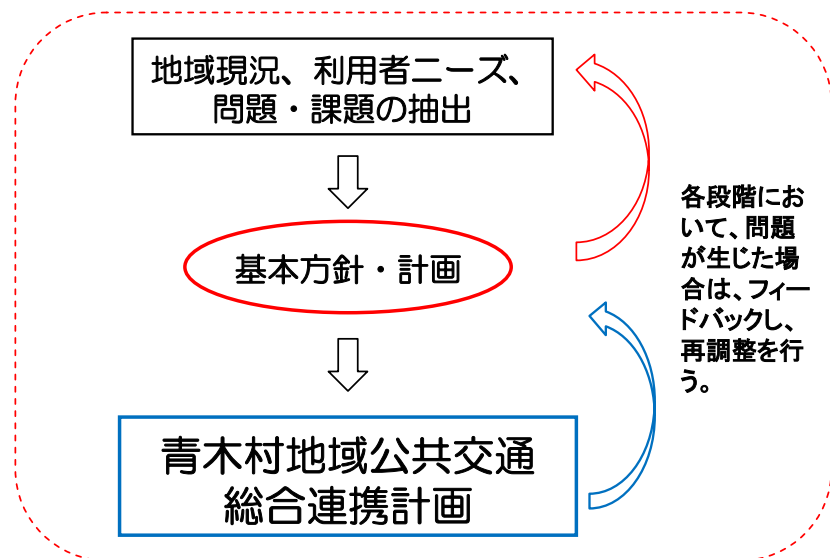 地域現況、利用者ニーズ、
問題・課題の抽出
基本方針・計画
青木村地域公共交通
総合連携計画
各段階にお
いて、問題
が生じた場
合は、フィー
ドバックし、
再調整を行
う。